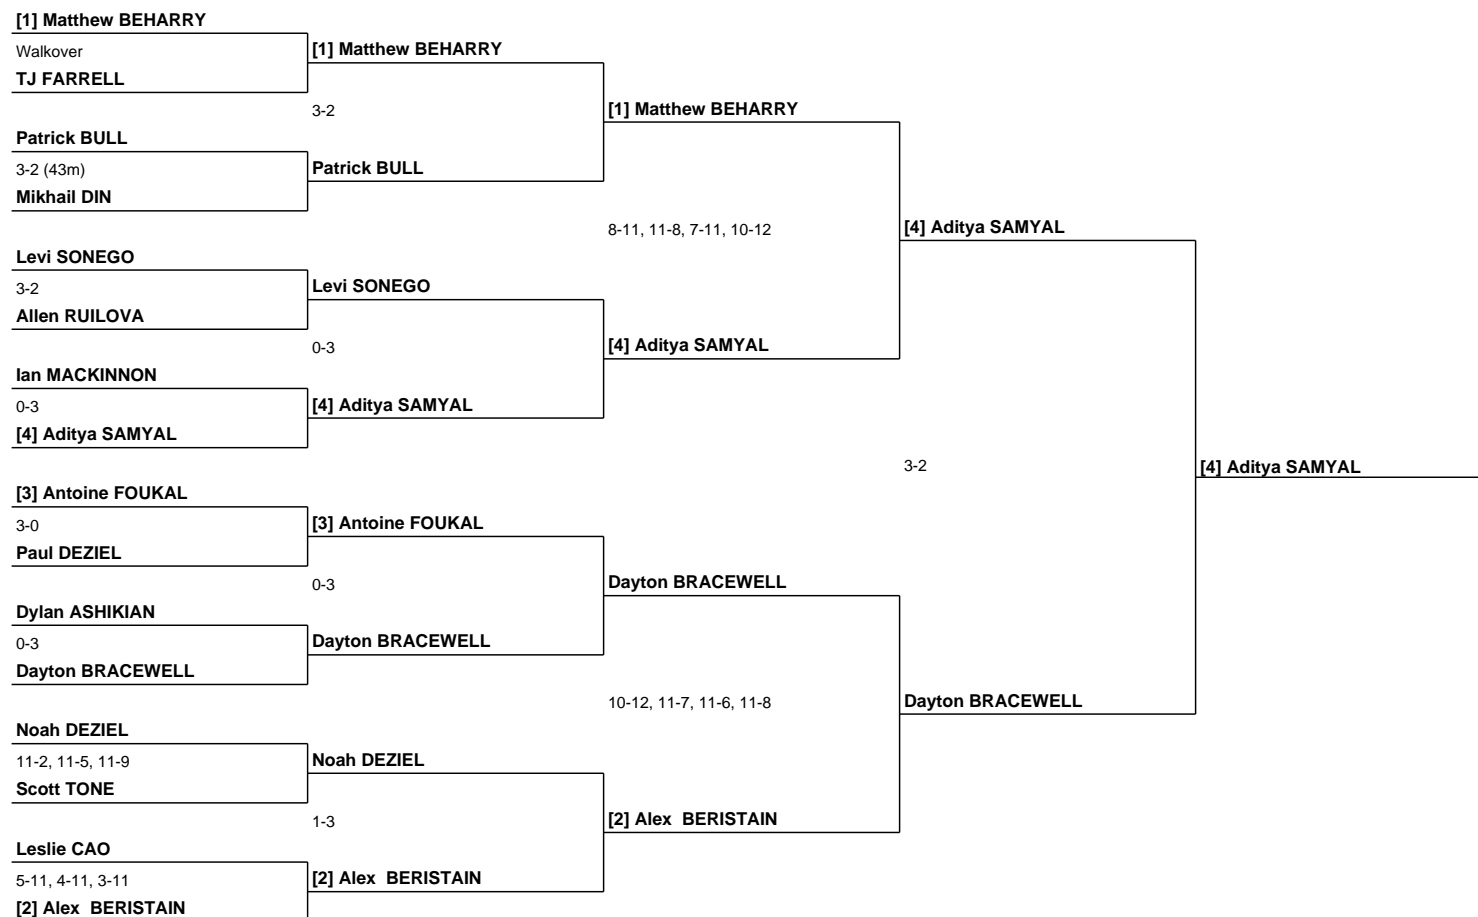 [1] Matthew BEHARRY
Walkover
TJ FARRELL
Patrick BULL
3-2 (43m)
Mikhail DIN
Levi SONEGO
3-2
Allen RUILOVA
Ian MACKINNON
0-3
[4] Aditya SAMYAL
[3] Antoine FOUKAL
3-0
Paul DEZIEL
Dylan ASHIKIAN
0-3
Dayton BRACEWELL
Noah DEZIEL
11-2, 11-5, 11-9
Scott TONE
Leslie CAO
5-11, 4-11, 3-11
[2] Alex BERISTAIN
[1] Matthew BEHARRY
3-2
Patrick BULL
Levi SONEGO
0-3
[4] Aditya SAMYAL
[3] Antoine FOUKAL
0-3
Dayton BRACEWELL
Noah DEZIEL
1-3
[2] Alex BERISTAIN
[1] Matthew BEHARRY
8-11, 11-8, 7-11, 10-12
[4] Aditya SAMYAL
Dayton BRACEWELL
10-12, 11-7, 11-6, 11-8
[2] Alex BERISTAIN
[4] Aditya SAMYAL
3-2
Dayton BRACEWELL
[4] Aditya SAMYAL